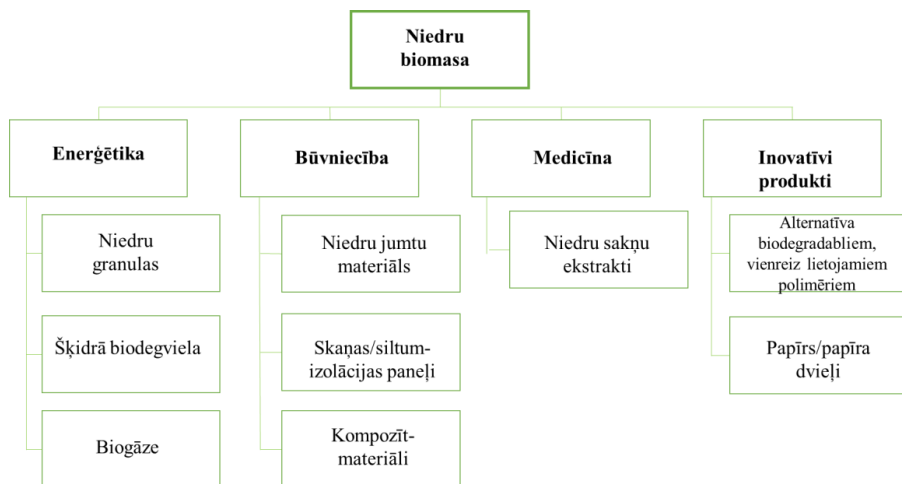 Niedru
biomasa
Enerģētika
Būvniecība
Medicīna
Inovatīvi
produkti
Niedru
granulas
Šķidrā biodegviela
Biogāze
Niedru jumtu
materiāls
Skaņas/siltum-
izolācijas paneļi
Kompozīt-
materiāli
Niedru sakņu
ekstrakti
Alternatīva
biodegradabliem,
vienreiz lietojamiem
polimēriem
Papīrs/papīra
dvieļi